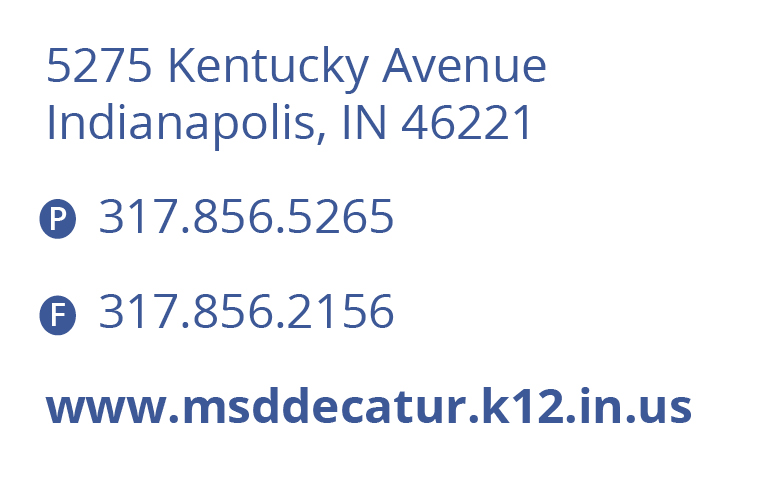 5275 Kentucky Avenue
Indianapolis, IN 46221
P 317.856.5265
F 317.856.2156
www.msddecatur.k12.in.us